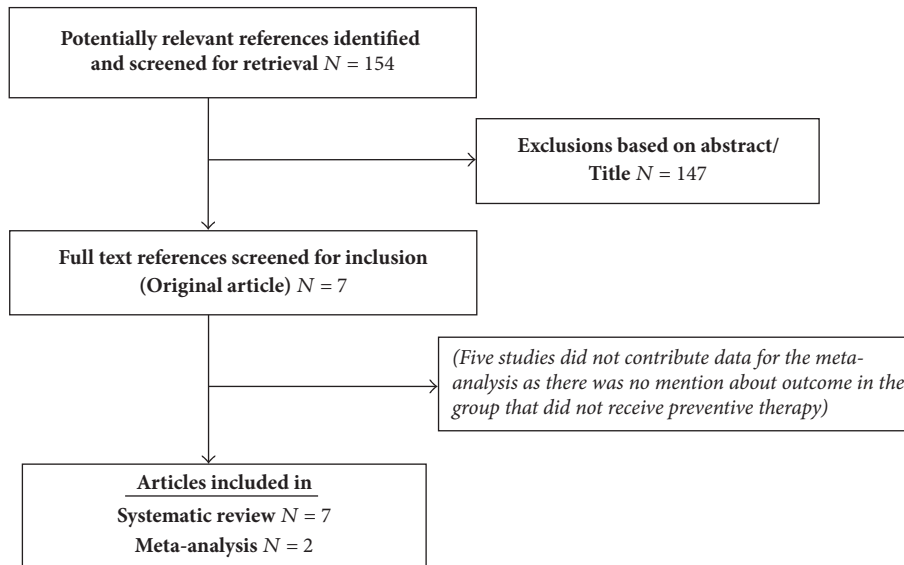 Potentially relevant references identified
and screened for retrieval N = 154
Exclusions based on abstract/
Title N = 147
Full text references screened for inclusion
(Original article) N = 7
(Five studies did not contribute data for the meta-
analysis as there was no mention about outcome in the
group that did not receive preventive therapy)
Articles included in
Systematic review N = 7
Meta-analysis N = 2